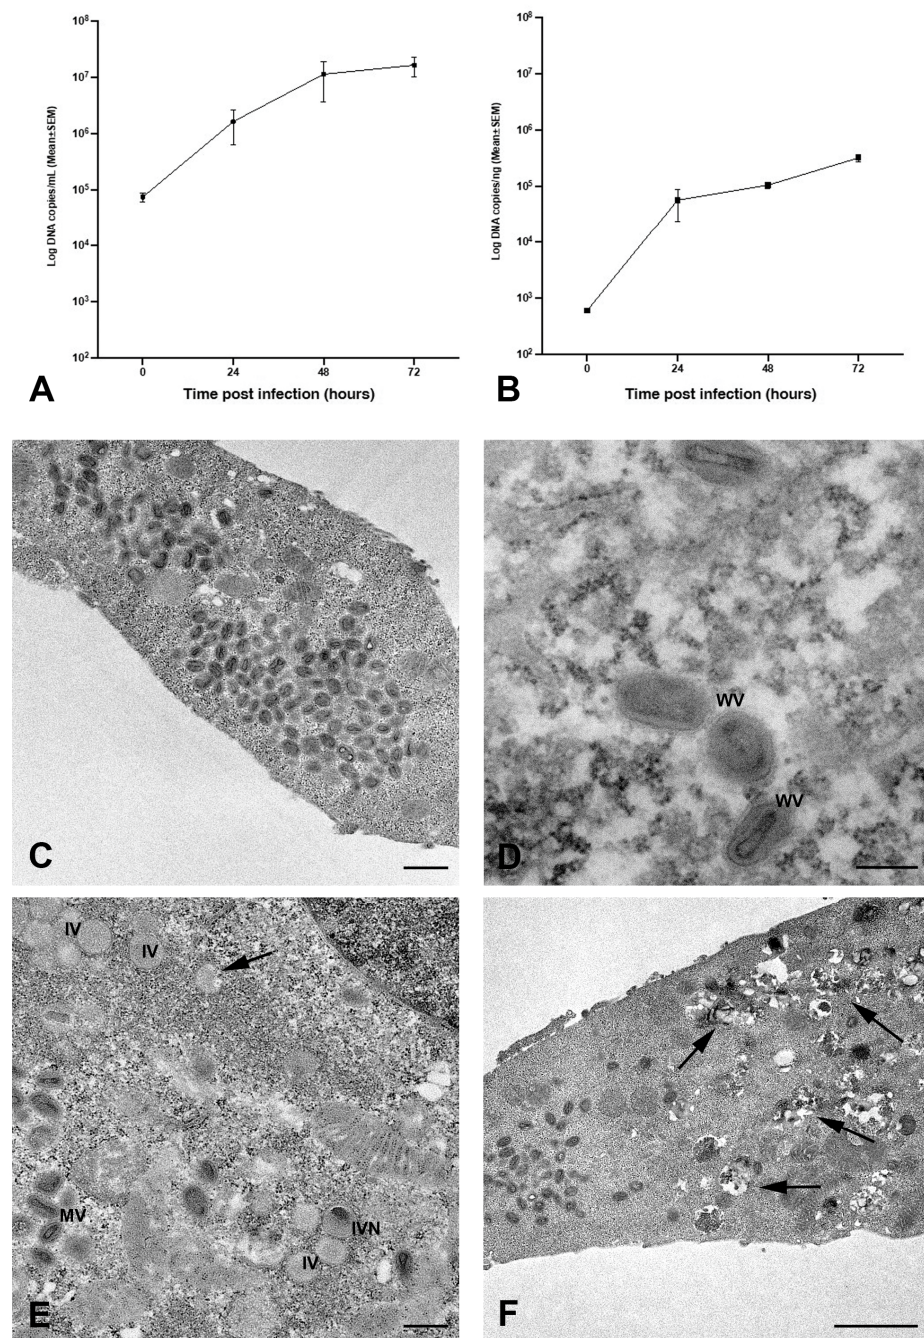 10⁸
10⁷
10⁶
10⁵
10⁴
10³
10²
Log DNA copies/mL (Mean±SEM)
0 24 48 72
Time post infection (hours)
A
10⁸
10⁷
10⁶
10⁵
10⁴
10³
10²
Log DNA copies/ng (Mean±SEM)
0 24 48 72
Time post infection (hours)
B
C
WV
WV
D
IV
IV
MV
IVN
IV
E
F